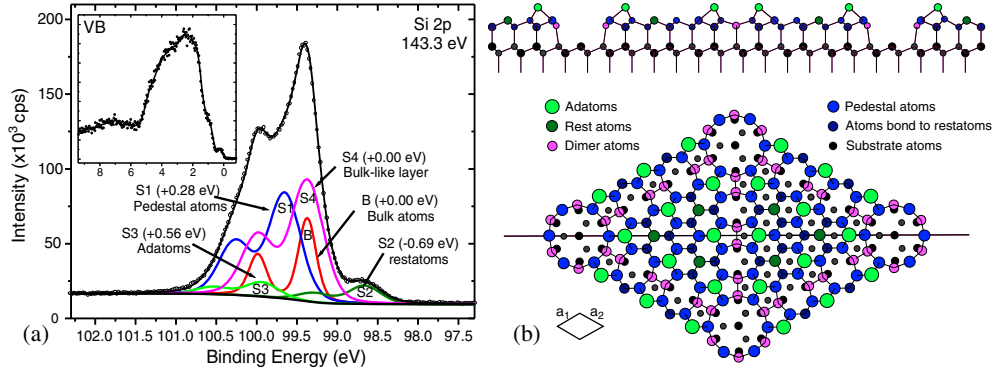 200
150
100
50
0
Intensity (x10³ cps)
102.0 101.5 101.0 100.5 100.0 99.5 99.0 98.5 98.0 97.5
Binding Energy (eV)
(a)
VB
8 6 4 2 0
Si 2p
143.3 eV
S4 (+0.00 eV)
Bulk-like layer
S1 (+0.28 eV)
Pedestal atoms
B (+0.00 eV)
Bulk atoms
S3 (+0.56 eV)
Adatoms
S2 (-0.69 eV)
restatoms
S1
S4
B
S3
S2
Adatoms
Rest atoms
Dimer atoms
Pedestal atoms
Atoms bond to restatoms
Substrate atoms
(b)
a₁ a₂